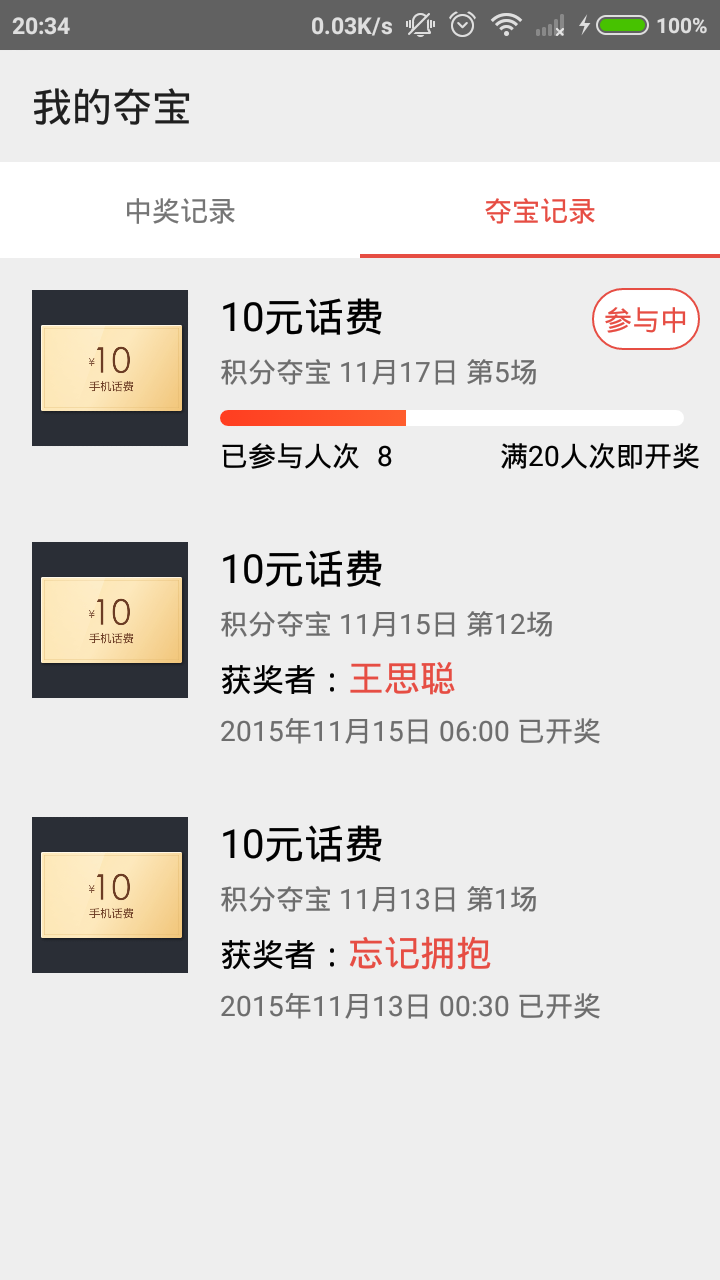 20:34 0.03K/s 100%
我的夺宝
中奖记录 夺宝记录
10元话费 参与中
¥10
手机话费
积分夺宝 11月17日 第5场
已参与人次 8 满20人次即开奖
10元话费
¥10
手机话费
积分夺宝 11月15日 第12场
获奖者：王思聪
2015年11月15日 06:00 已开奖
10元话费
¥10
手机话费
积分夺宝 11月13日 第1场
获奖者：忘记拥抱
2015年11月13日 00:30 已开奖